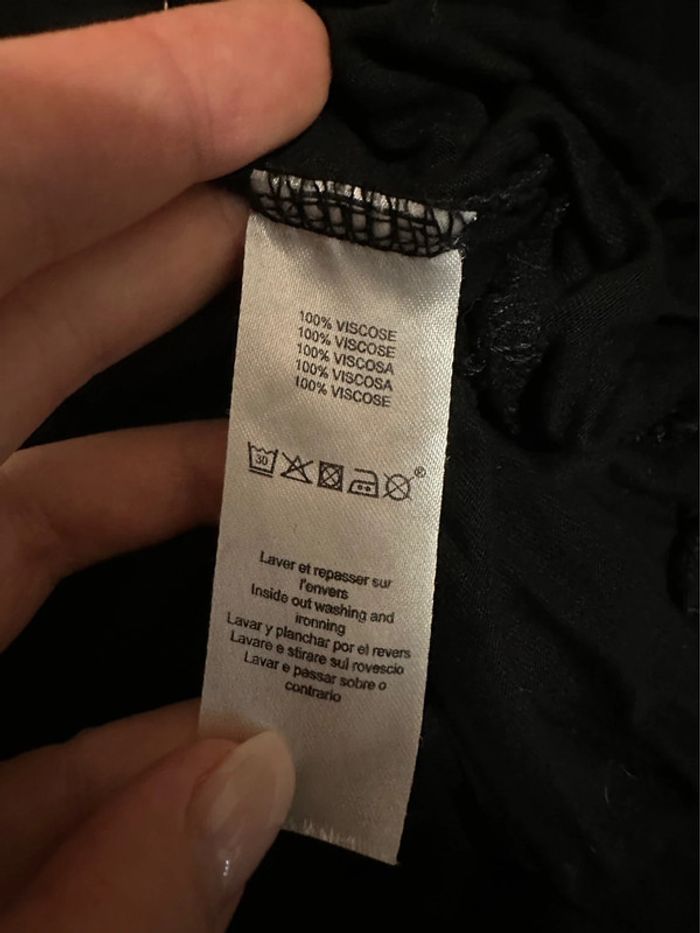 100% VISCOSE
100% VISCOSE
100% VISCOSA
100% VISCOSA
100% VISCOSE
30
®
Laver et repasser sur
l'envers
Inside out washing and
ironning
Lavar y planchar por el revers
Lavare e stirare sul rovescio
Lavar e passar sobre o
contrario